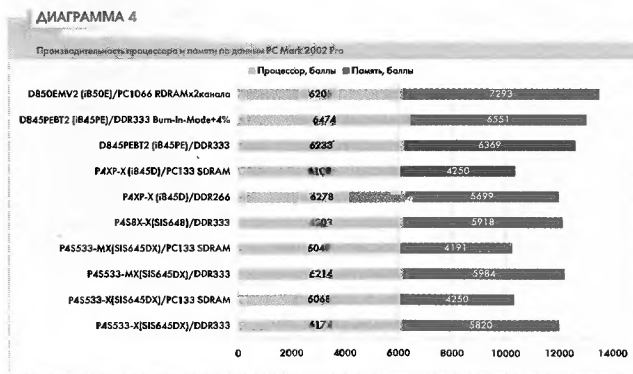 ДИАГРАММА 4
Производительность процессора и памяти по данным PC Mark 2002 Pro
Процессор, баллы Память, баллы
D850EMV2 (i850E)/PC1066 RDRAMx2канала 7293
D845PEBT2 (iB45PE)/DDR333 Burn-In-Mode+4% 6474 6551
D845PEBT2 (iB45PE)/DDR333 6233 6369
P4XP-X (i845D)/PC133 SDRAM 4250
P4XP-X (i845D)/DDR266 6278 5699
P4S8X-X(SIS648)/DDR333 5918
P4S533-MX(SIS645DX)/PC133 SDRAM 4191
P4S533-MX(SIS645DX)/DDR333 6214 5984
P4S533-X(SIS645DX)/PC133 SDRAM 6068 4250
P4S533-X(SIS645DX)/DDR333 5820
0 2000 4000 6000 8000 10000 12000 14000